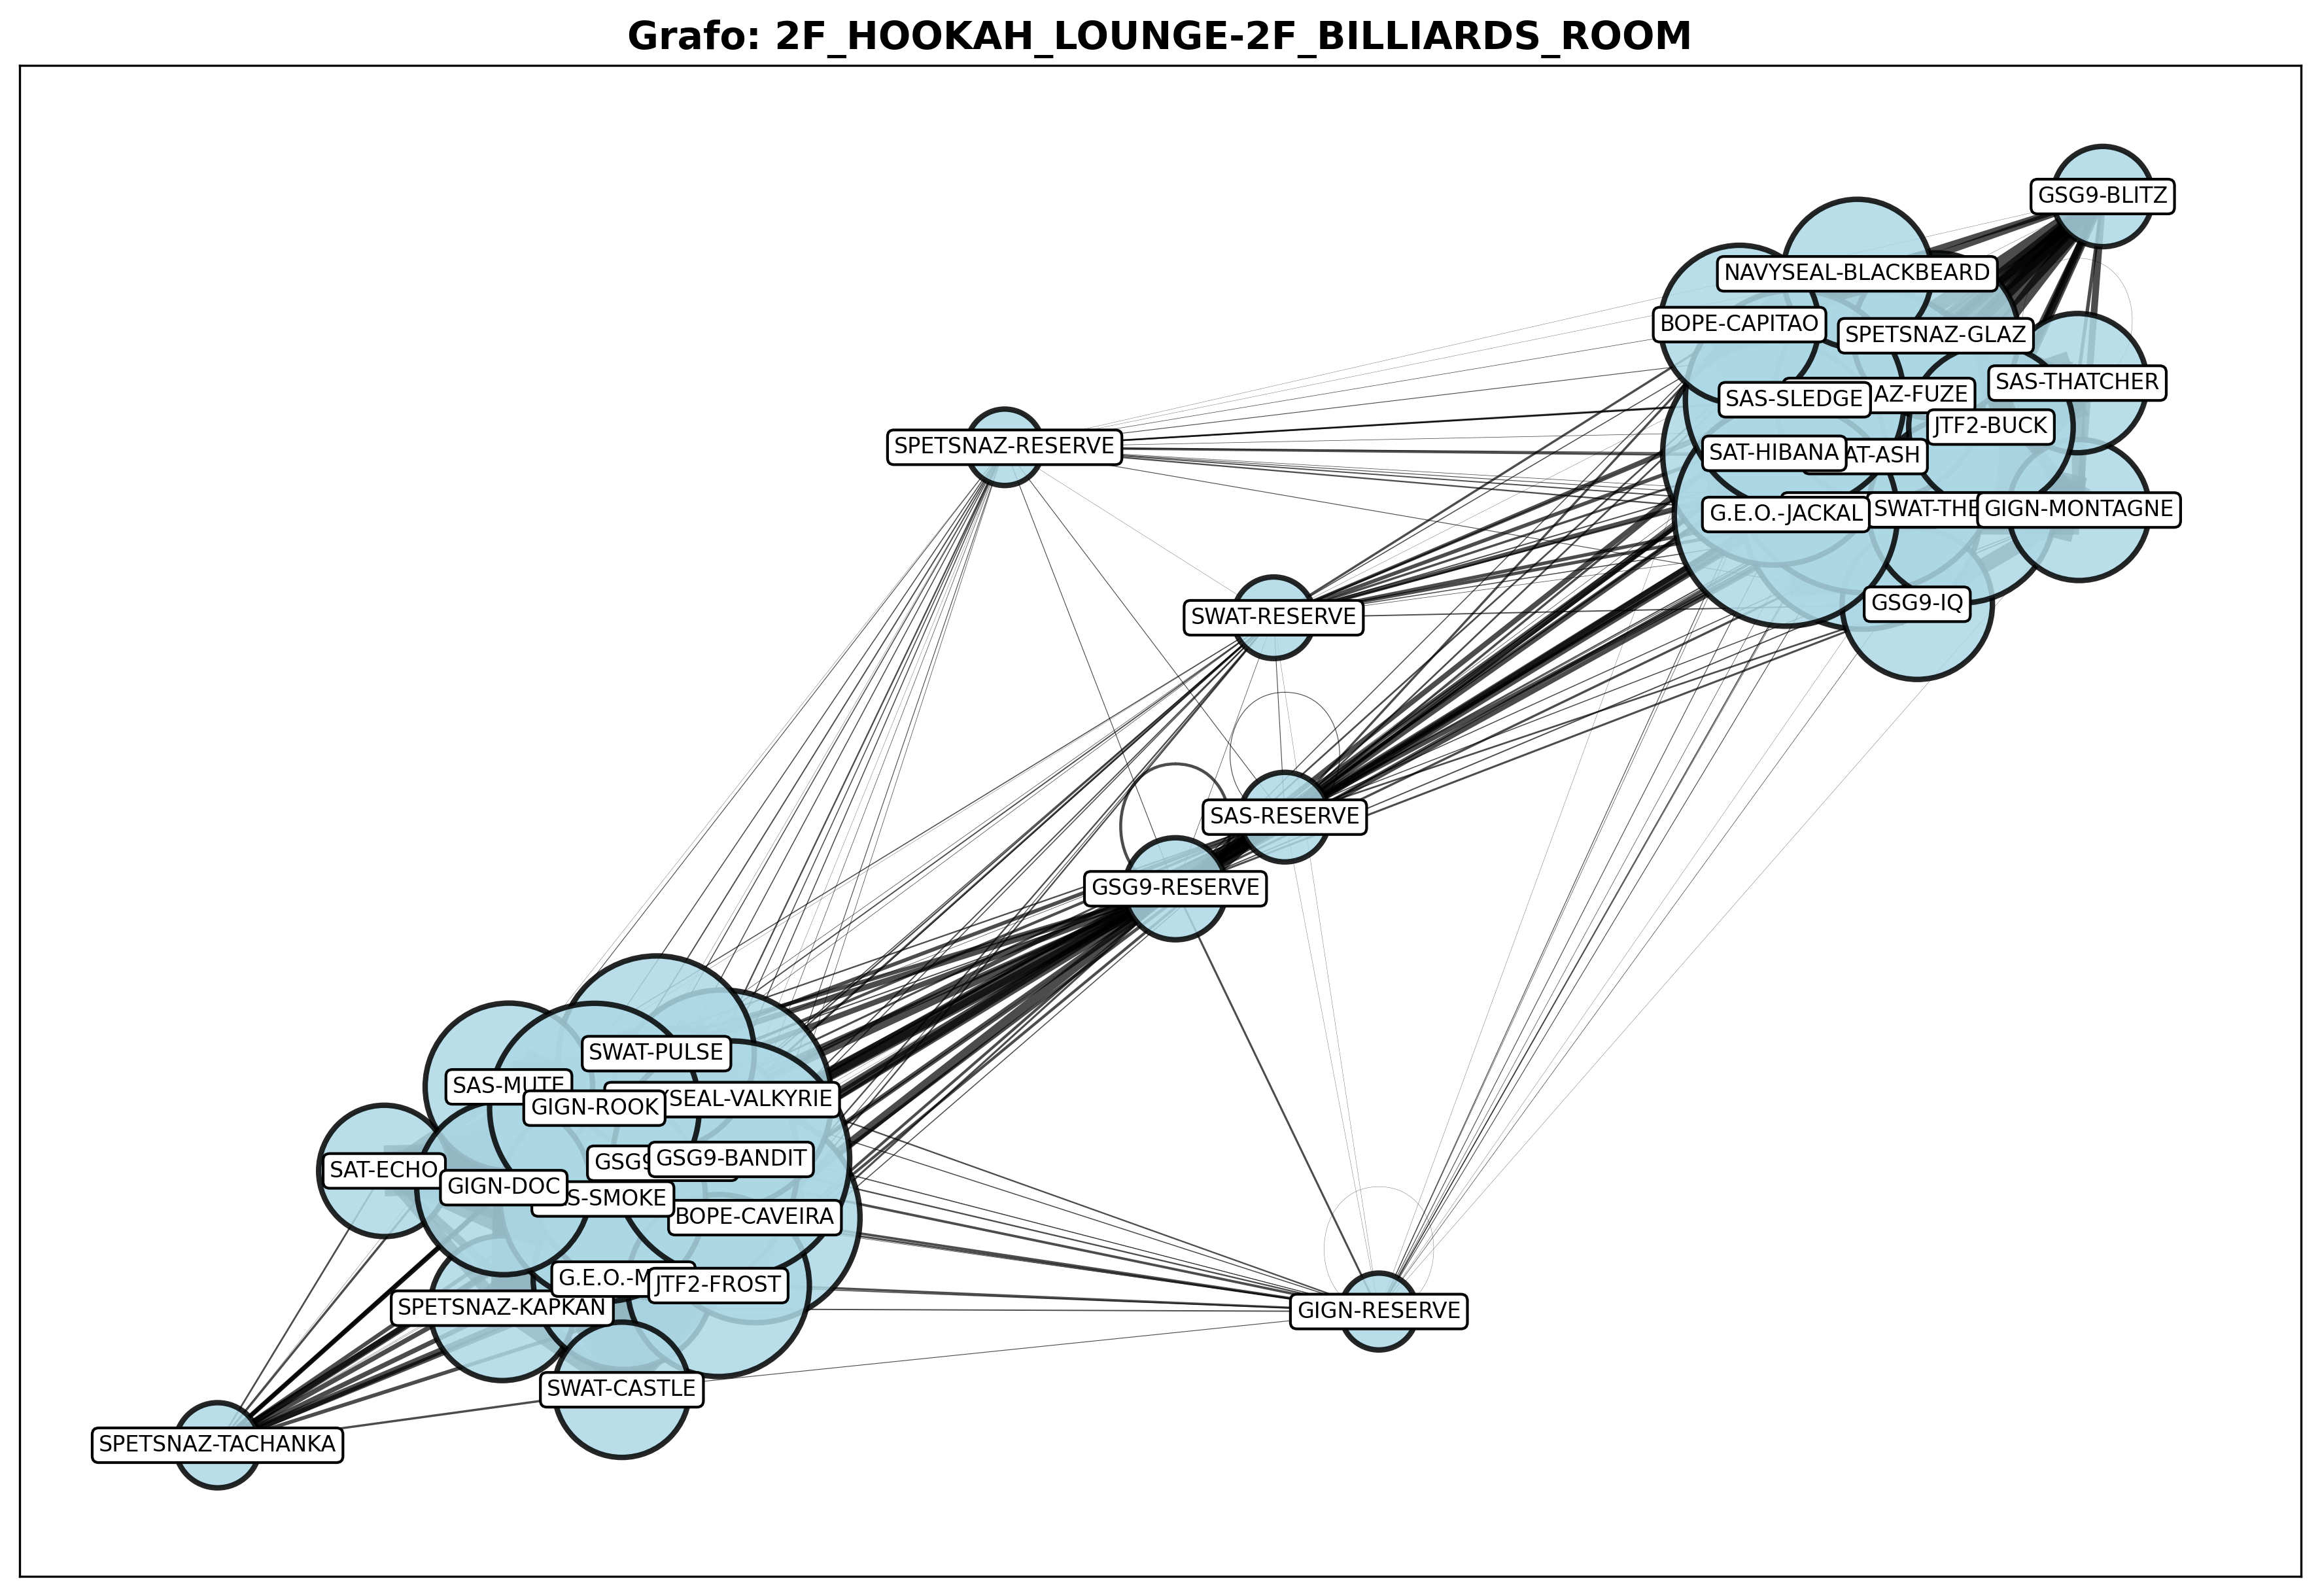 Grafo: 2F_HOOKAH_LOUNGE-2F_BILLIARDS_ROOM
GSG9-BLITZ
NAVYSEAL-BLACKBEARD
BOPE-CAPITAO
SPETSNAZ-GLAZ
SAS-THATCHER
SAS-SLEDGE
AZ-FUZE
JTF2-BUCK
SPETSNAZ-RESERVE
SAT-HIBANA
AT-ASH
G.E.O.-JACKAL
SWAT-THE
GIGN-MONTAGNE
GSG9-IQ
SWAT-RESERVE
SAS-RESERVE
GSG9-RESERVE
SWAT-PULSE
SAS-MUTE
YSEAL-VALKYRIE
GIGN-ROOK
GSG9
GSG9-BANDIT
SAT-ECHO
GIGN-DOC
S-SMOKE
BOPE-CAVEIRA
G.E.O.-M
JTF2-FROST
SPETSNAZ-KAPKAN
GIGN-RESERVE
SWAT-CASTLE
SPETSNAZ-TACHANKA